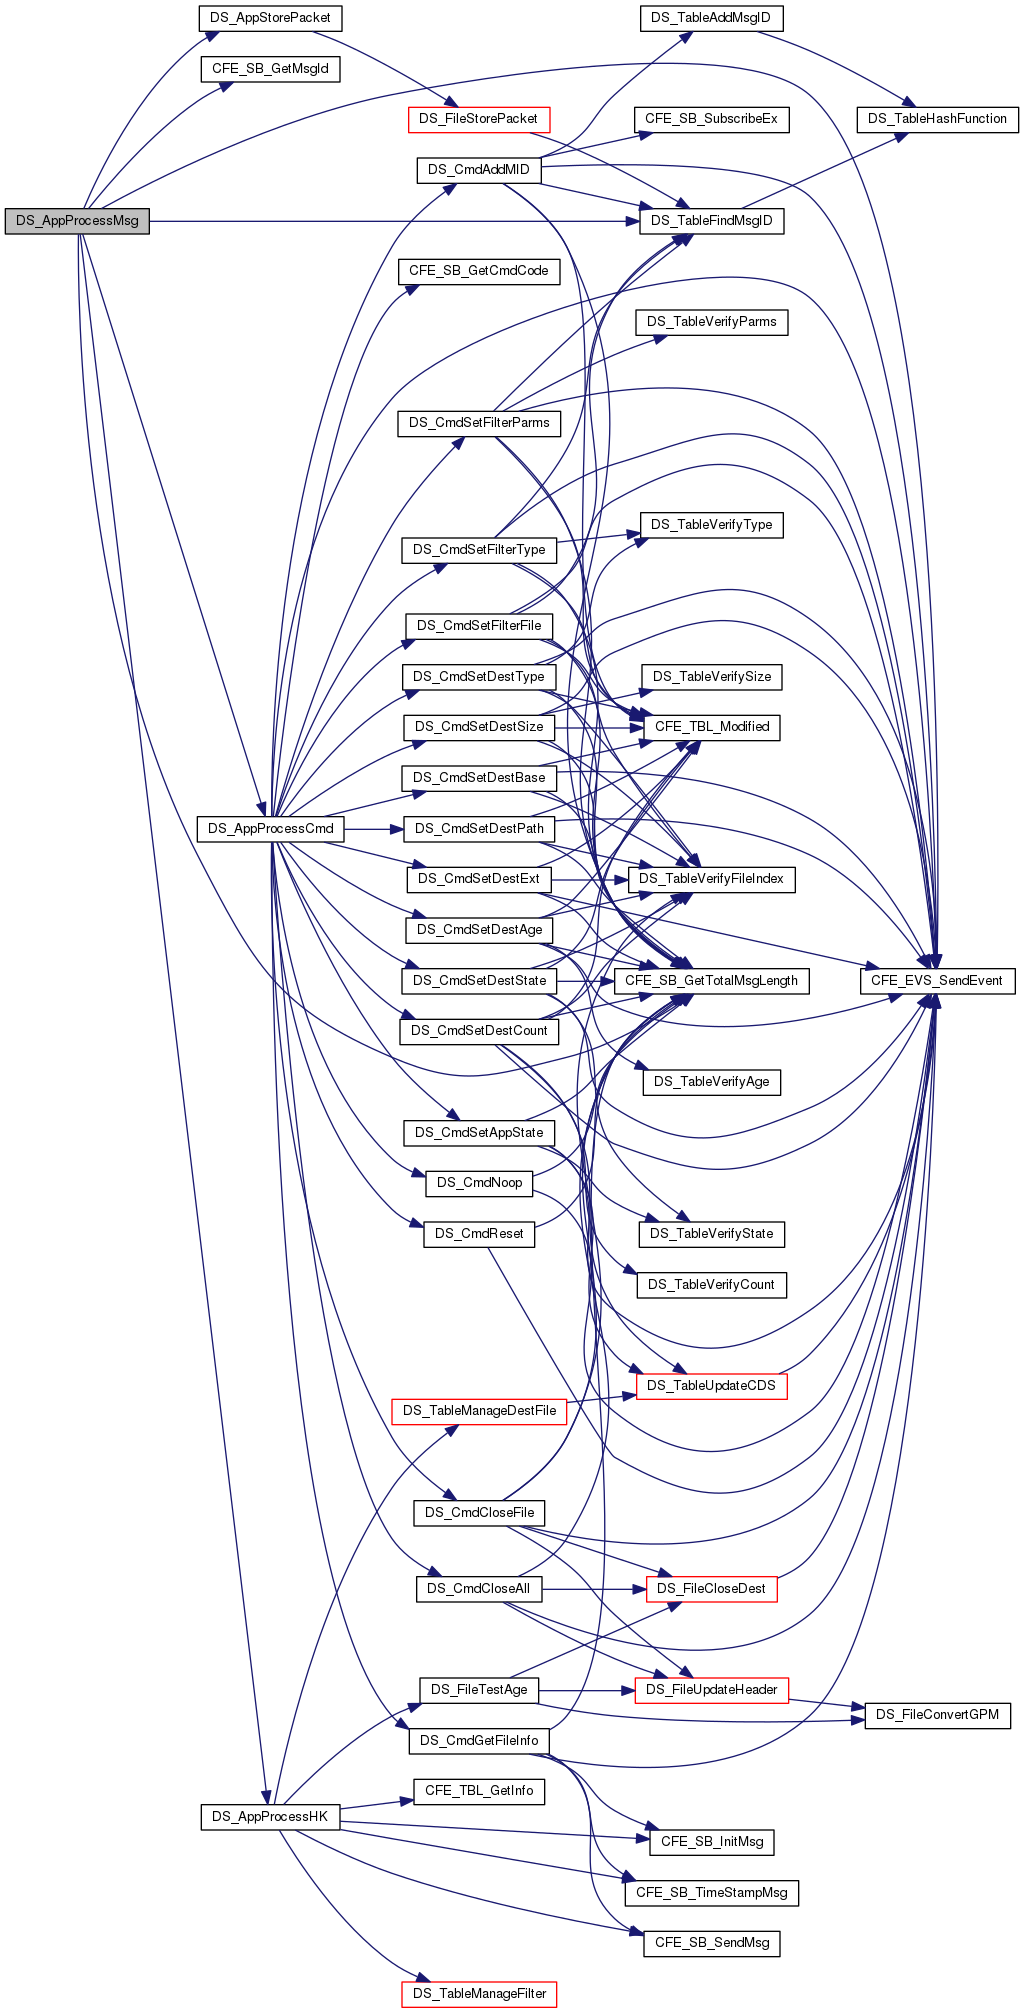 DS_AppStorePacket
DS_TableAddMsgID
CFE_SB_GetMsgId
DS_FileStorePacket
CFE_SB_SubscribeEx
DS_TableHashFunction
DS_CmdAddMID
DS_AppProcessMsg
DS_TableFindMsgID
CFE_SB_GetCmdCode
DS_TableVerifyParms
DS_CmdSetFilterParms
DS_TableVerifyType
DS_CmdSetFilterType
DS_CmdSetFilterFile
DS_CmdSetDestType
DS_TableVerifySize
DS_CmdSetDestSize
CFE_TBL_Modified
DS_CmdSetDestBase
DS_AppProcessCmd
DS_CmdSetDestPath
DS_CmdSetDestExt
DS_TableVerifyFileIndex
DS_CmdSetDestAge
DS_CmdSetDestState
CFE_SB_GetTotalMsgLength
CFE_EVS_SendEvent
DS_CmdSetDestCount
DS_TableVerifyAge
DS_CmdSetAppState
DS_CmdNoop
DS_CmdReset
DS_TableVerifyState
DS_TableVerifyCount
DS_TableUpdateCDS
DS_TableManageDestFile
DS_CmdCloseFile
DS_CmdCloseAll
DS_FileCloseDest
DS_FileTestAge
DS_FileUpdateHeader
DS_FileConvertGPM
DS_CmdGetFileInfo
CFE_TBL_GetInfo
DS_AppProcessHK
CFE_SB_InitMsg
CFE_SB_TimeStampMsg
CFE_SB_SendMsg
DS_TableManageFilter